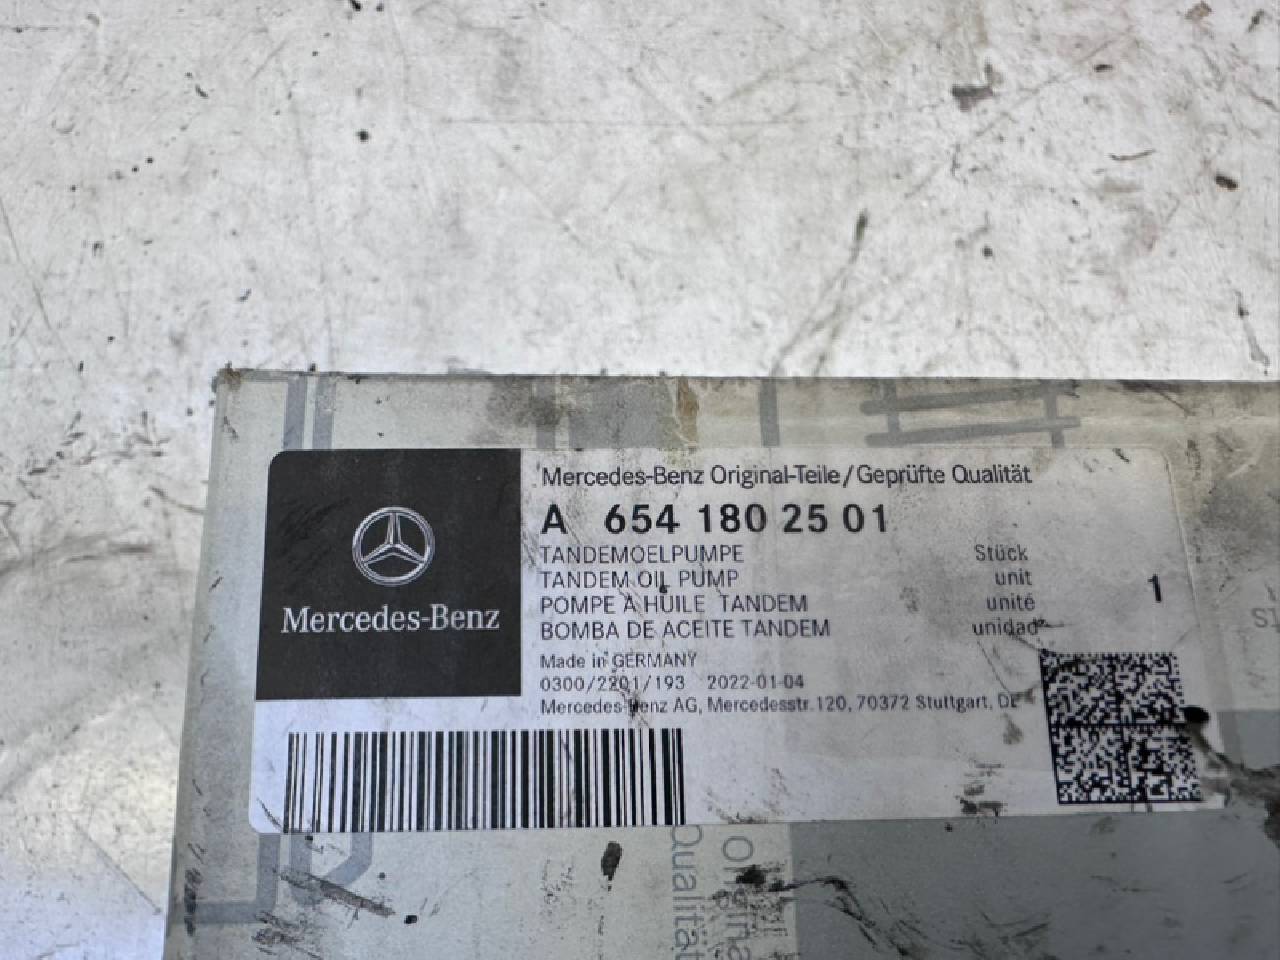 Mercedes-Benz
Mercedes-Benz Original-Teile/Geprüfte Qualität
A 654 180 25 01
TANDEMOELPUMPE Stück
TANDEM OIL PUMP unit
POMPE A HUILE TANDEM unité
BOMBA DE ACEITE TANDEM unidad
1
Made in GERMANY
0300/2201/193 2022-01-04
Mercedes-Benz AG, Mercedesstr.120, 70372 Stuttgart, DE
Qualität